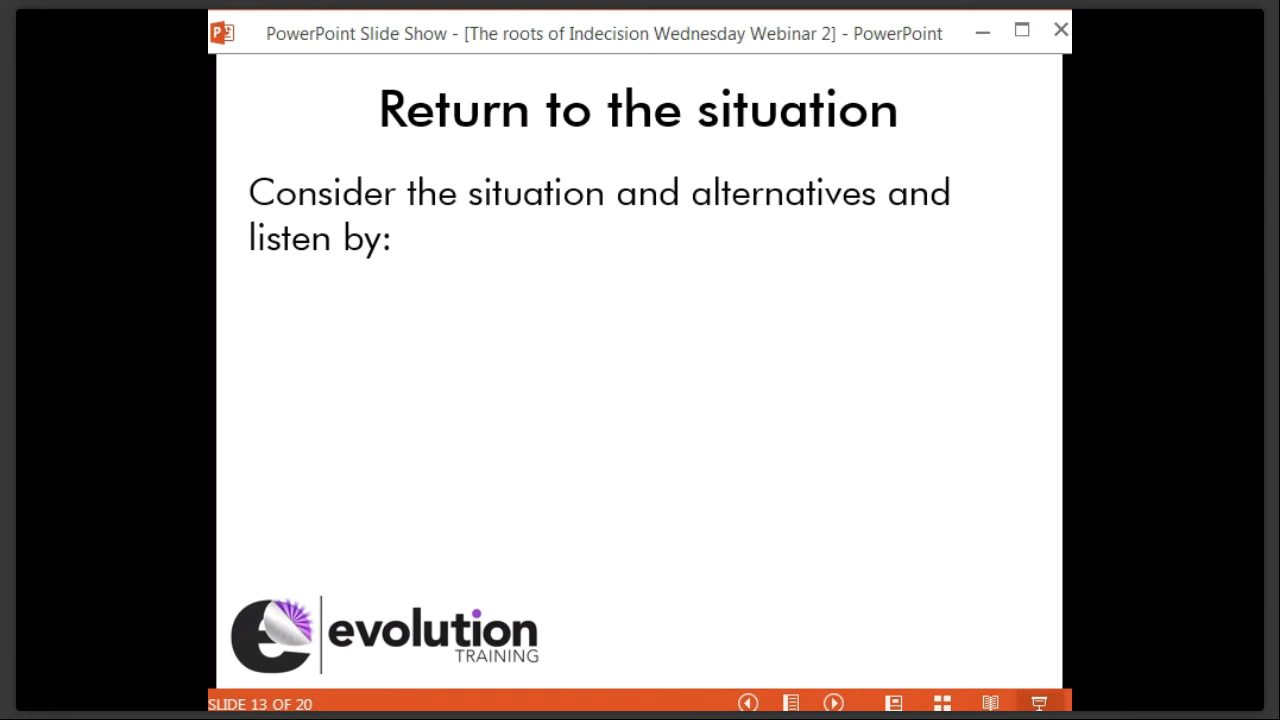 PowerPoint Slide Show - [The roots of Indecision Wednesday Webinar 2] - PowerPoint
Return to the situation
Consider the situation and alternatives and
listen by:
evolution
TRAINING
SLIDE 13 OF 20